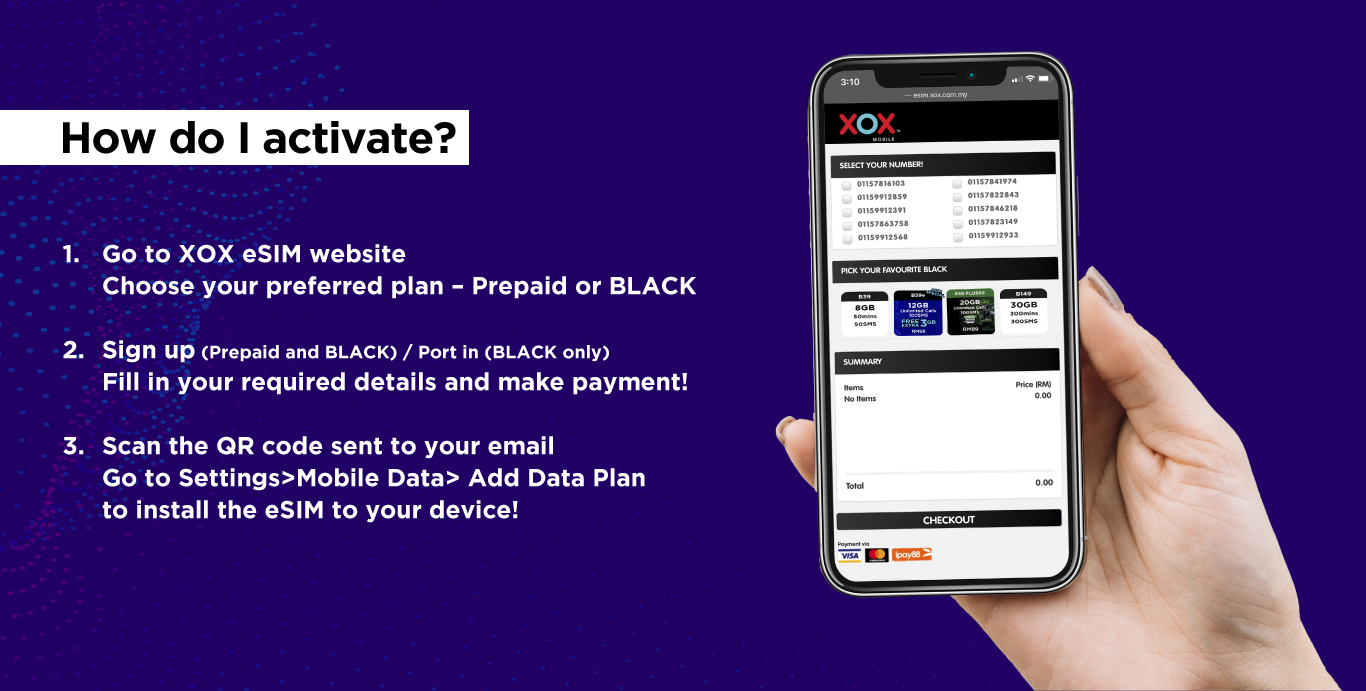 How do I activate?
1. Go to XOX eSIM website
Choose your preferred plan – Prepaid or BLACK
2. Sign up (Prepaid and BLACK) / Port in (BLACK only)
Fill in your required details and make payment!
3. Scan the QR code sent to your email
Go to Settings>Mobile Data> Add Data Plan
to install the eSIM to your device!
3:10
— esim.xox.com.my
XOX™
MOBILE
SELECT YOUR NUMBER!
01157816103 01157841974
01159912859 01157822843
01159912391 01157846218
01157863758 01157823149
01159912568 01159912933
PICK YOUR FAVOURITE BLACK
B39
8GB
50mins
50SMS
B59e
12GB
Unlimited Calls
100SMS
FREE 3GB
EXTRA
RM59
20GB
Unlimited Calls
100SMS
RM89
B149
30GB
300mins
300SMS
SUMMARY
Items Price (RM)
No Items 0.00
Total 0.00
CHECKOUT
Payment via
VISA
ipay88